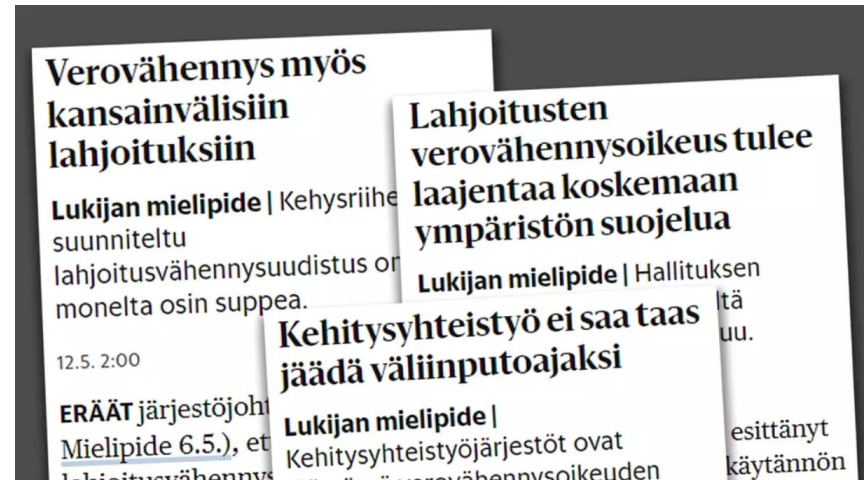 Verovähennys myös
kansainvälisiin
lahjoituksiin
Lukijan mielipide | Kehysriihe
suunniteltu
lahjoitusvähennysuudistus on
monelta osin suppea.
12.5. 2:00
ERÄÄT järjestöjoht
Mielipide 6.5.), et
Lahjoitusten
verovähennysoikeus tulee
laajentaa koskemaan
ympäristön suojelua
Lukijan mielipide | Hallituksen
ltä
uu.
esittänyt
käytännön
Kehitysyhteistyö ei saa taas
jäädä väliinputoajaksi
Lukijan mielipide |
Kehitysyhteistyöjärjestöt ovat
verovähennysoikeuden